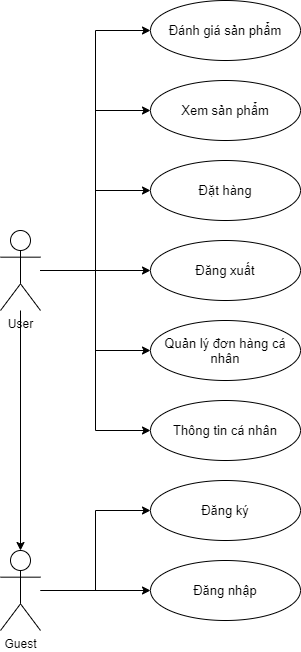 Đánh giá sản phẩm
Xem sản phẩm
Đặt hàng
Đăng xuất
User
Quản lý đơn hàng cá
nhân
Thông tin cá nhân
Đăng ký
Đăng nhập
Guest